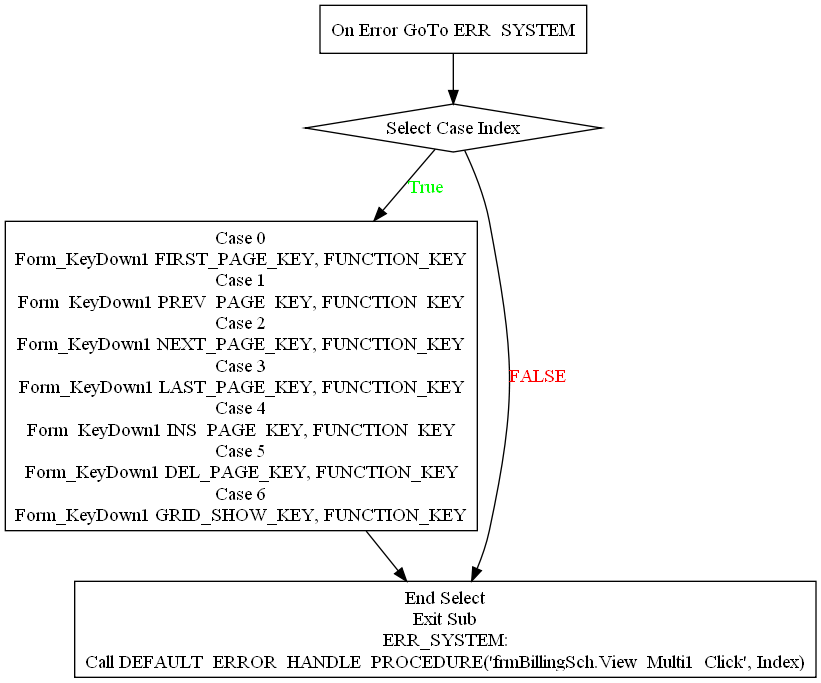 On Error GoTo ERR_SYSTEM
Select Case Index
True
Case 0
Form_KeyDown1 FIRST_PAGE_KEY, FUNCTION_KEY
Case 1
Form_KeyDown1 PREV_PAGE_KEY, FUNCTION_KEY
Case 2
Form_KeyDown1 NEXT_PAGE_KEY, FUNCTION_KEY
Case 3
Form_KeyDown1 LAST_PAGE_KEY, FUNCTION_KEY
Case 4
Form_KeyDown1 INS_PAGE_KEY, FUNCTION_KEY
Case 5
Form_KeyDown1 DEL_PAGE_KEY, FUNCTION_KEY
Case 6
Form_KeyDown1 GRID_SHOW_KEY, FUNCTION_KEY
FALSE
End Select
Exit Sub
ERR_SYSTEM:
Call DEFAULT_ERROR_HANDLE_PROCEDURE('frmBillingSch.View_Multi1_Click', Index)